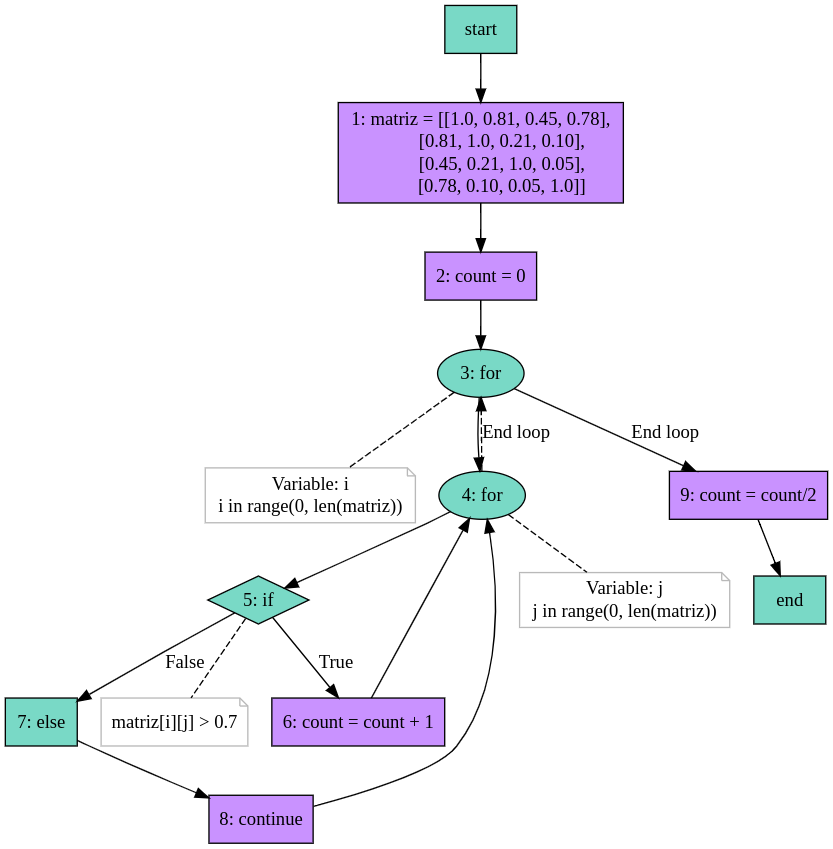 start
1: matriz = [[1.0, 0.81, 0.45, 0.78],
[0.81, 1.0, 0.21, 0.10],
[0.45, 0.21, 1.0, 0.05],
[0.78, 0.10, 0.05, 1.0]]
2: count = 0
3: for
End loop
End loop
Variable: i
i in range(0, len(matriz))
4: for
9: count = count/2
Variable: j
j in range(0, len(matriz))
5: if
end
False
True
7: else
matriz[i][j] > 0.7
6: count = count + 1
8: continue